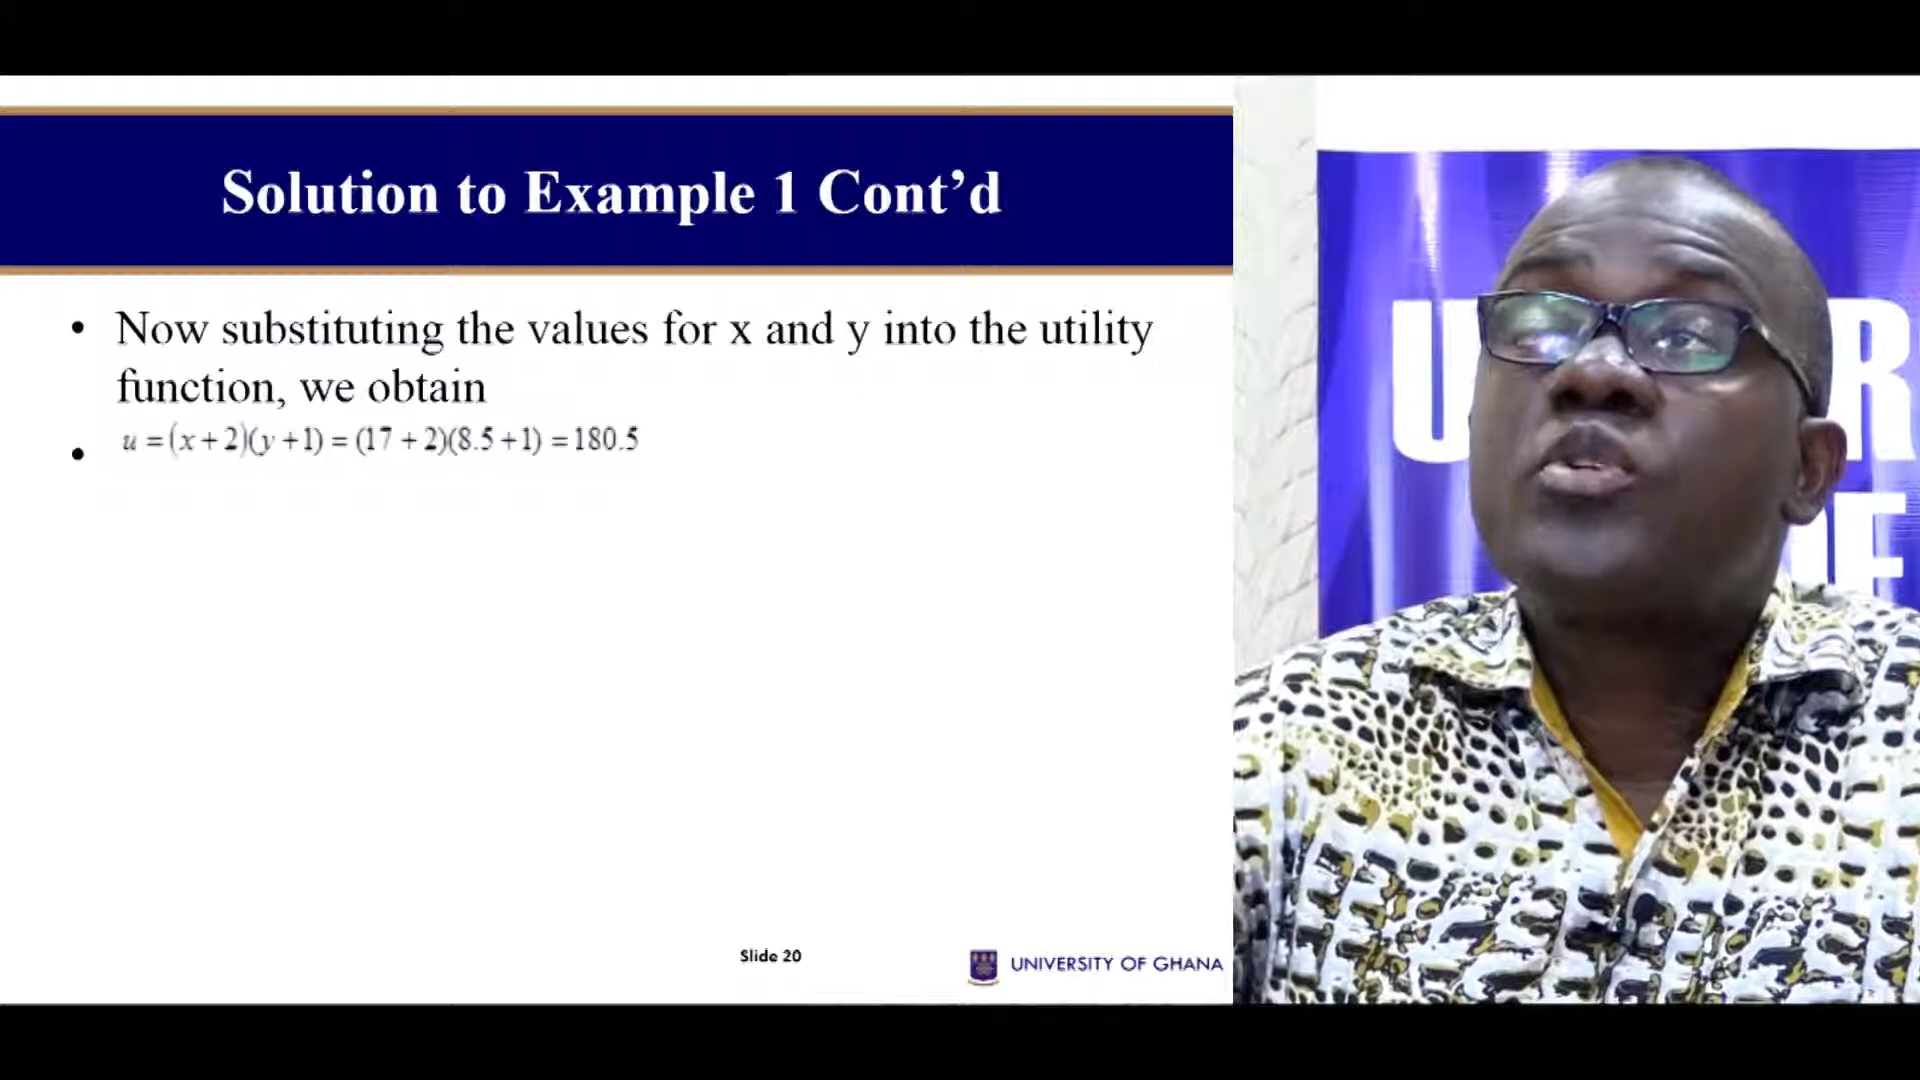 Solution to Example 1 Cont’d
• Now substituting the values for x and y into the utility
function, we obtain
• u = (x + 2)(y + 1) = (17 + 2)(8.5 + 1) = 180.5
Slide 20
UNIVERSITY OF GHANA